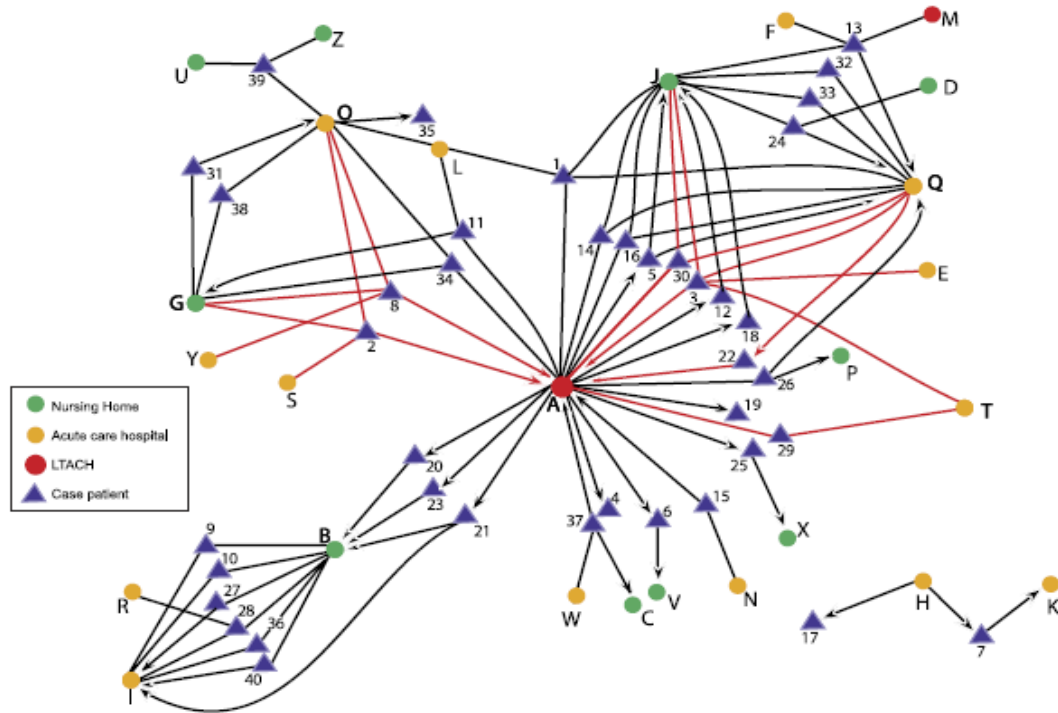 Z
F
13
M
U
39
32
J
33
D
O
35
24
L
1
31
Q
38
11
14
16
34
5
30
E
G
8
3
12
18
2
22
Y
P
26
S
A
19
T
Nursing Home
29
Acute care hospital
25
20
LTACH
23
4
15
Case patient
6
37
21
9
B
X
10
27
R
28
V
N
H
K
36
W
C
17
7
40
I